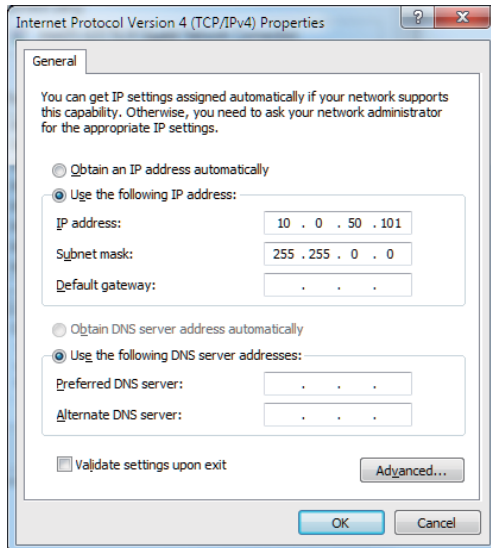 Internet Protocol Version 4 (TCP/IPv4) Properties
General
You can get IP settings assigned automatically if your network supports
this capability. Otherwise, you need to ask your network administrator
for the appropriate IP settings.
Obtain an IP address automatically
Use the following IP address:
IP address: 10 . 0 . 50 . 101
Subnet mask: 255 . 255 . 0 . 0
Default gateway: . . .
Obtain DNS server address automatically
Use the following DNS server addresses:
Preferred DNS server: . . .
Alternate DNS server: . . .
Validate settings upon exit
Advanced...
OK Cancel